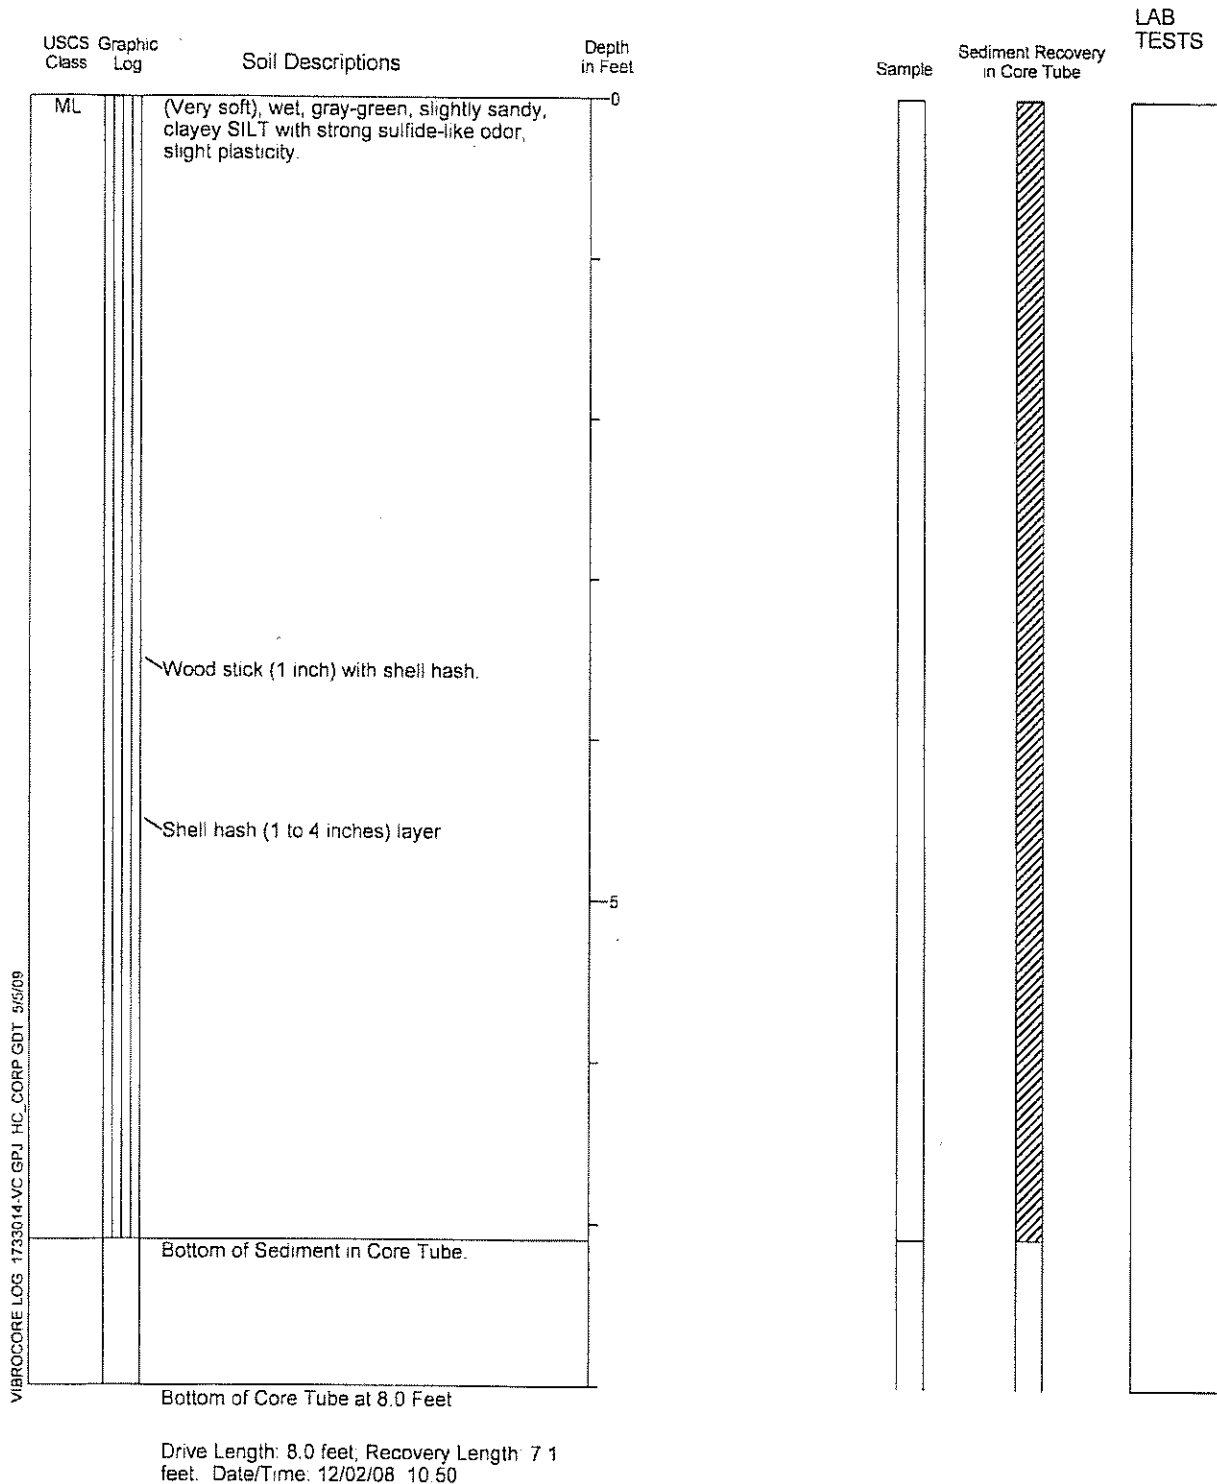 LAB
TESTS
USCS Class
Graphic Log
Soil Descriptions
Depth in Feet
Sample
Sediment Recovery in Core Tube
ML
(Very soft), wet, gray-green, slightly sandy,
clayey SILT with strong sulfide-like odor,
slight plasticity.
0
Wood stick (1 inch) with shell hash.
Shell hash (1 to 4 inches) layer
5
Bottom of Sediment in Core Tube.
Bottom of Core Tube at 8.0 Feet
Drive Length: 8.0 feet; Recovery Length 7 1
feet. Date/Time: 12/02/08 10:50
VIBROCORE LOG 1733014-VC GPJ HC_CORP GDT 5/5/09